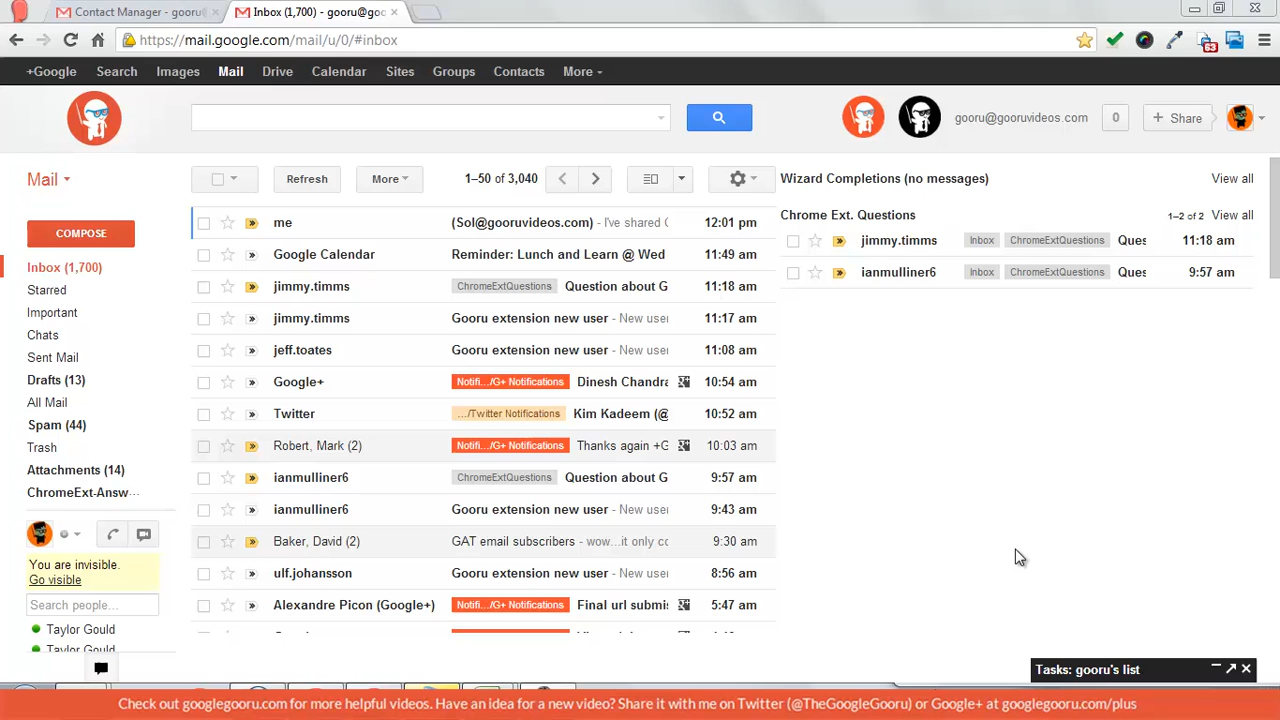 Contact Manager - gooru@
Inbox (1,700) - gooru@goo
https://mail.google.com/mail/u/0/#inbox
63
+Google Search Images Mail Drive Calendar Sites Groups Contacts More
gooru@gooruvideos.com 0 + Share
Mail
Refresh More 1–50 of 3,040
COMPOSE
Inbox (1,700)
Starred
Important
Chats
Sent Mail
Drafts (13)
All Mail
Spam (44)
Trash
Attachments (14)
ChromeExt-Answ…
You are invisible.
Go visible
Search people...
Taylor Gould
Taylor Gould
me (Sol@gooruvideos.com) - I've shared 12:01 pm
Google Calendar Reminder: Lunch and Learn @ Wed 11:49 am
jimmy.timms ChromeExtQuestions Question about G 11:18 am
jimmy.timms Gooru extension new user - New user 11:17 am
jeff.toates Gooru extension new user - New user 11:08 am
Google+ Notifi.../G+ Notifications Dinesh Chandra 10:54 am
Twitter .../Twitter Notifications Kim Kadeem (@ 10:52 am
Robert, Mark (2) Notifi.../G+ Notifications Thanks again +G 10:03 am
ianmulliner6 ChromeExtQuestions Question about G 9:57 am
ianmulliner6 Gooru extension new user - New user 9:43 am
Baker, David (2) GAT email subscribers - wow...it only co 9:30 am
ulf.johansson Gooru extension new user - New user 8:56 am
Alexandre Picon (Google+) Notifi.../G+ Notifications Final url submis 5:47 am
Wizard Completions (no messages) View all
Chrome Ext. Questions 1–2 of 2 View all
jimmy.timms Inbox ChromeExtQuestions Ques 11:18 am
ianmulliner6 Inbox ChromeExtQuestions Ques 9:57 am
Tasks: gooru's list
Check out googlegooru.com for more helpful videos. Have an idea for a new video? Share it with me on Twitter (@TheGoogleGooru) or Google+ at googlegooru.com/plus